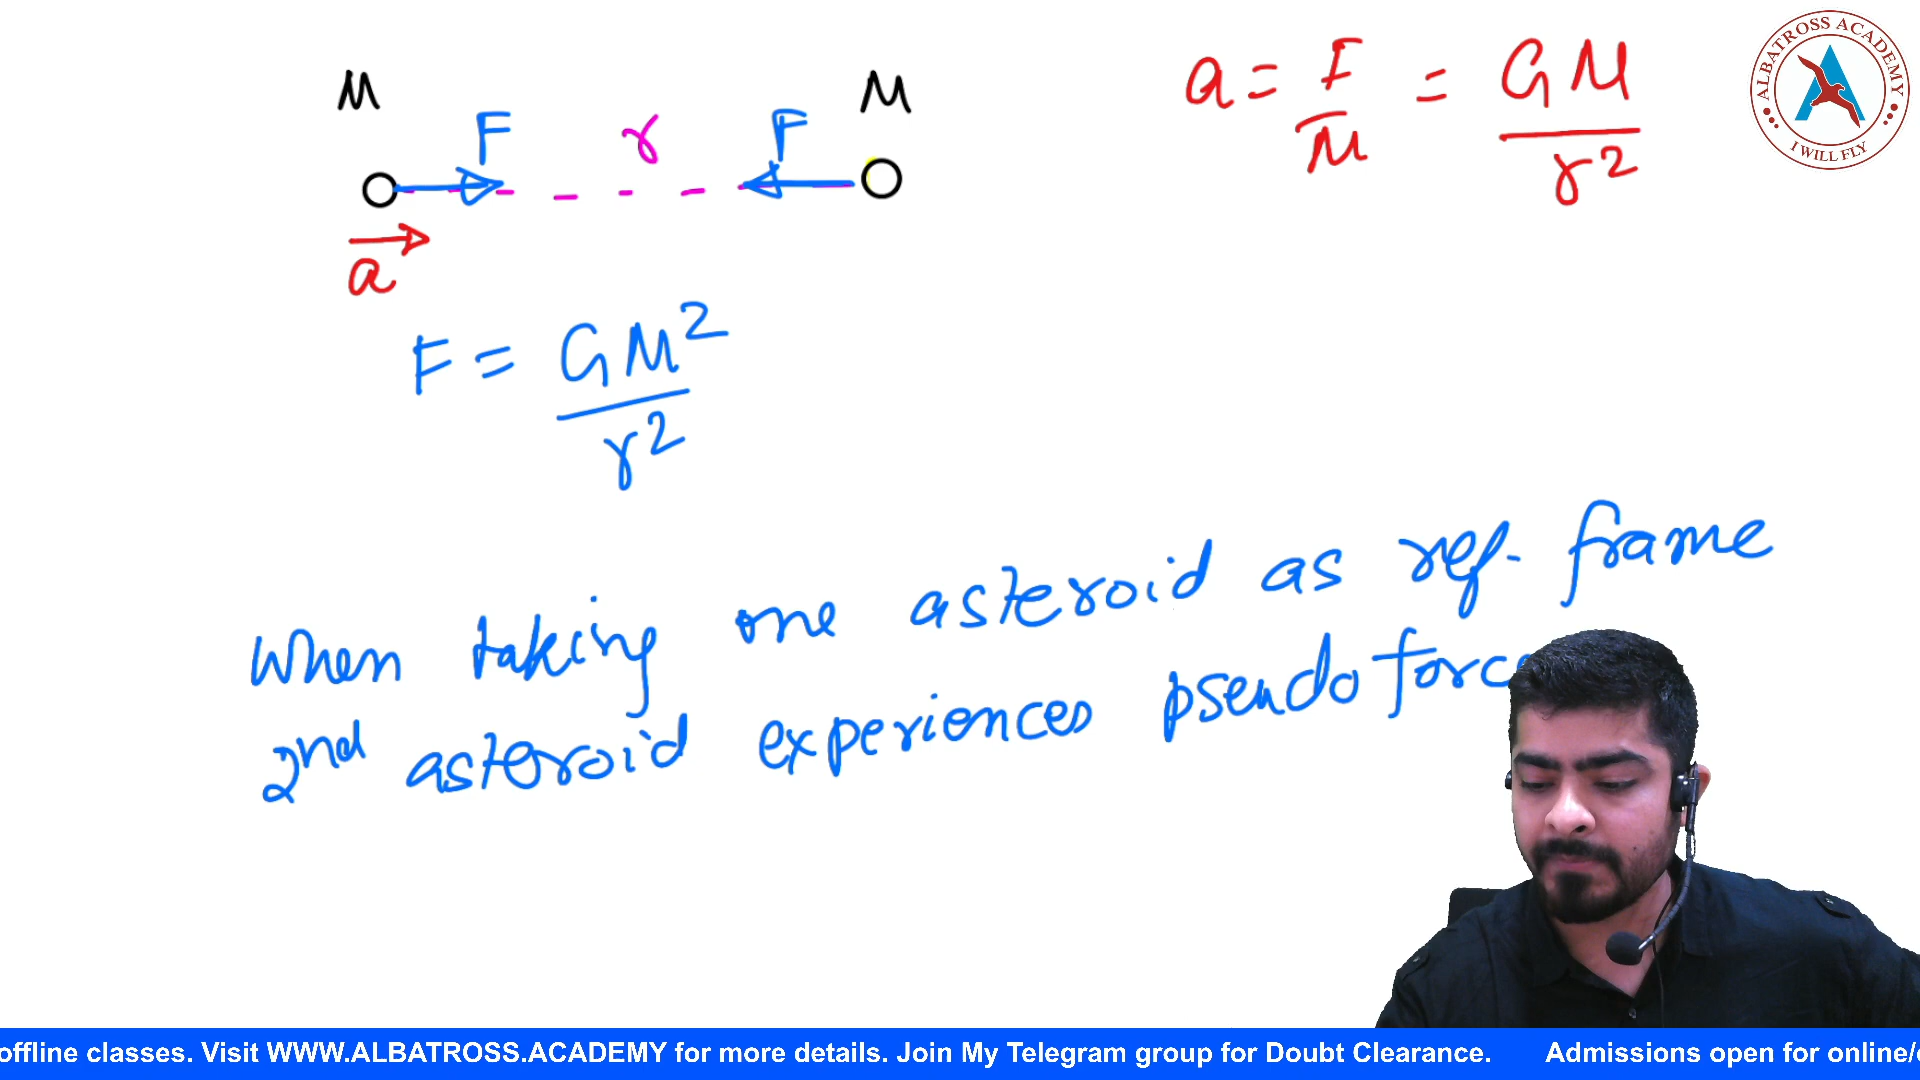 M
M
F
r
F
a
a = F/M = GM/r²
F = GM²/r²
When taking one asteroid as ref. frame
2nd asteroid experiences pseudo force
ALBATROSS ACADEMY
I WILL FLY
offline classes. Visit WWW.ALBATROSS.ACADEMY for more details. Join My Telegram group for Doubt Clearance. Admissions open for online/